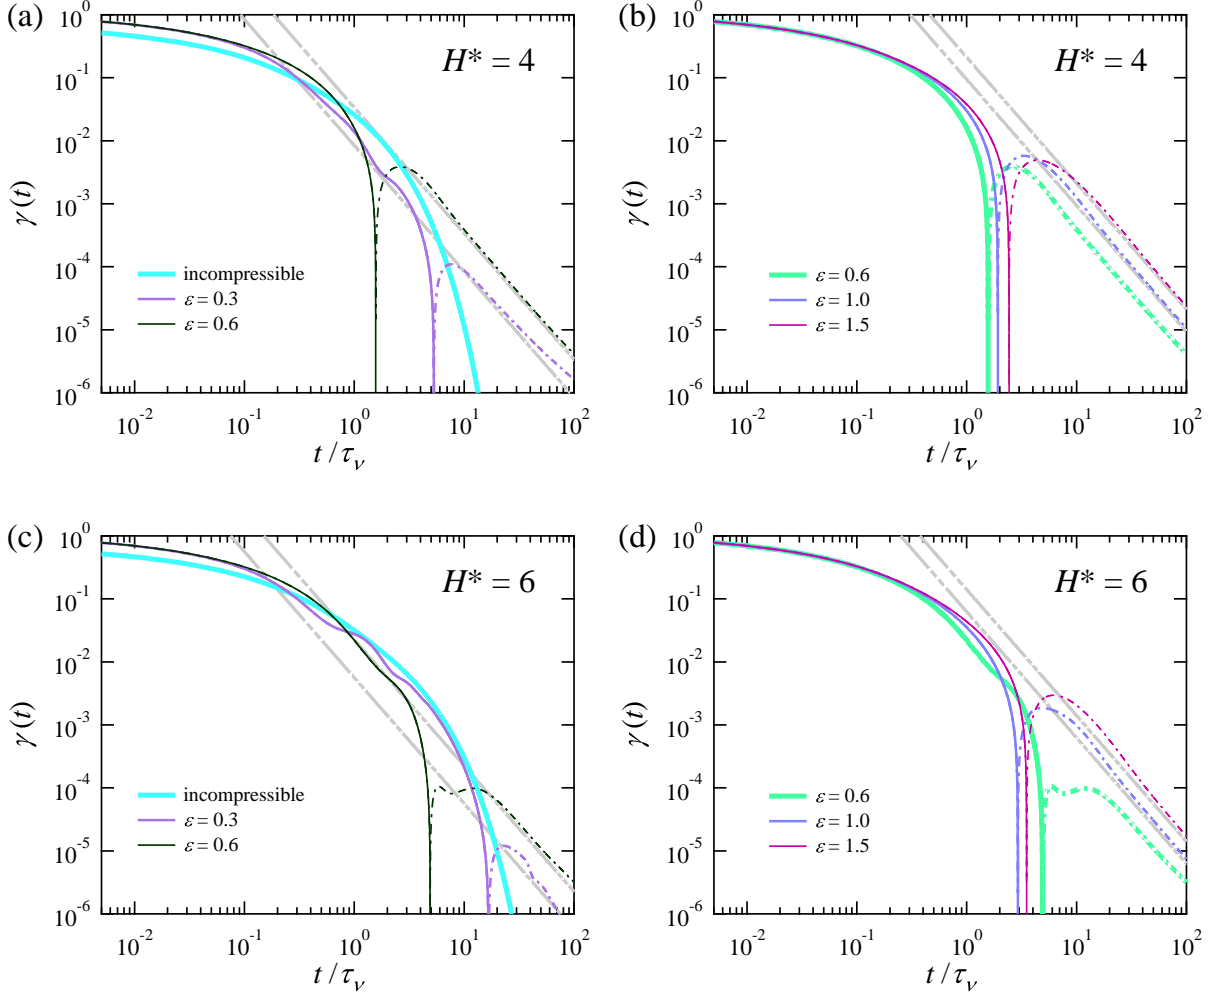 (a)
H* = 4
γ(t)
10^0
10^-1
10^-2
10^-3
10^-4
10^-5
10^-6
incompressible
ε = 0.3
ε = 0.6
10^-2
10^-1
10^0
10^1
10^2
t / τ_ν
(b)
H* = 4
γ(t)
10^0
10^-1
10^-2
10^-3
10^-4
10^-5
10^-6
ε = 0.6
ε = 1.0
ε = 1.5
10^-2
10^-1
10^0
10^1
10^2
t / τ_ν
(c)
H* = 6
γ(t)
10^0
10^-1
10^-2
10^-3
10^-4
10^-5
10^-6
incompressible
ε = 0.3
ε = 0.6
10^-2
10^-1
10^0
10^1
10^2
t / τ_ν
(d)
H* = 6
γ(t)
10^0
10^-1
10^-2
10^-3
10^-4
10^-5
10^-6
ε = 0.6
ε = 1.0
ε = 1.5
10^-2
10^-1
10^0
10^1
10^2
t / τ_ν